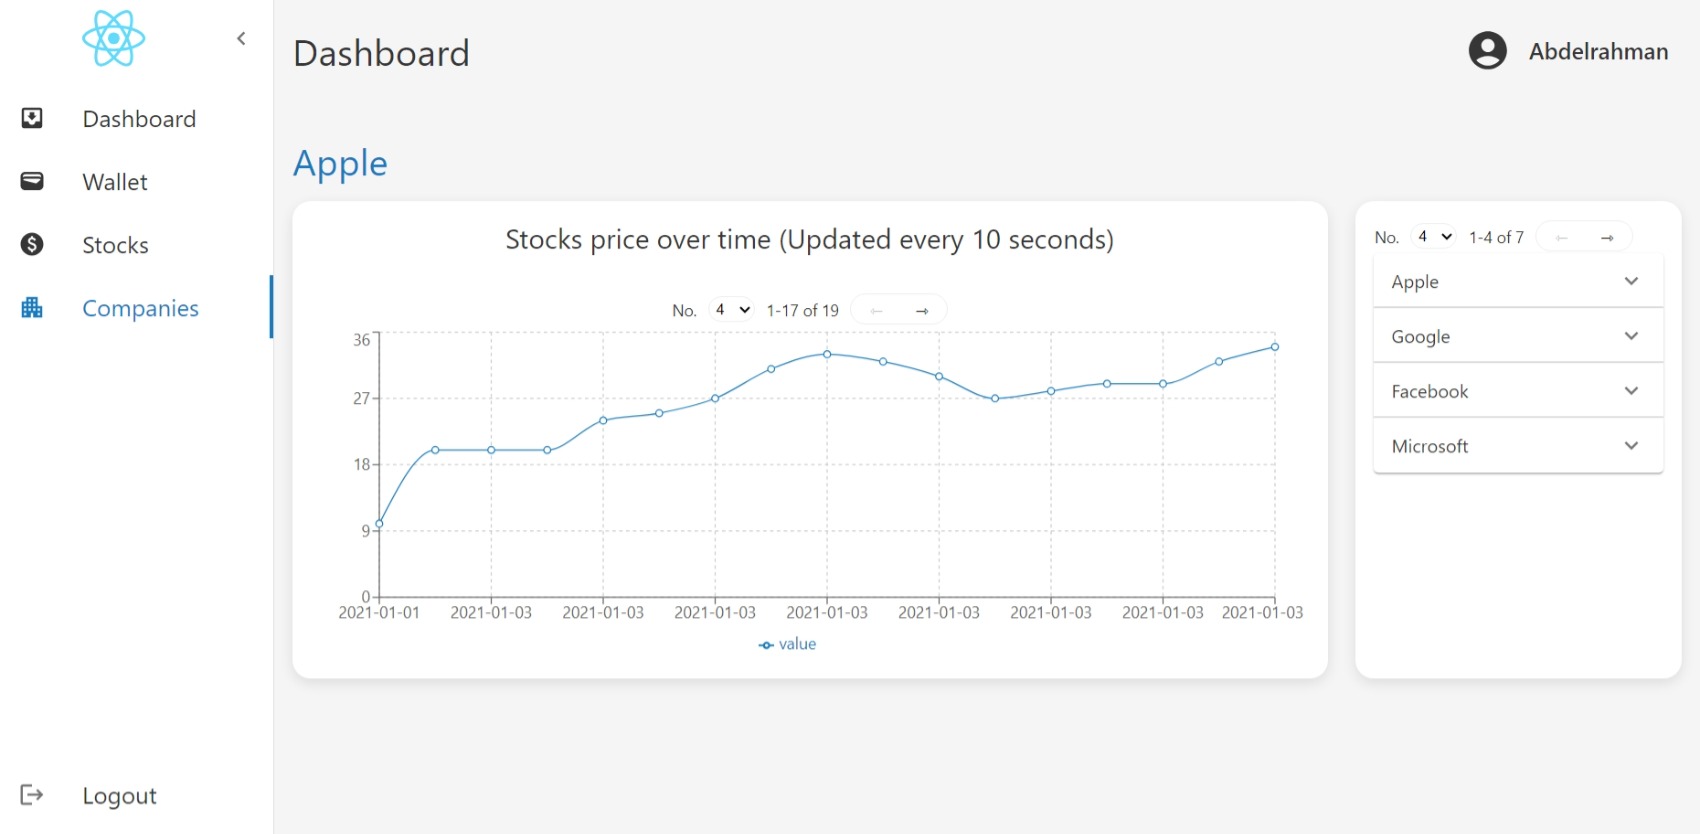 Dashboard
Wallet
Stocks
Companies
Logout
Dashboard
Abdelrahman
Apple
Stocks price over time (Updated every 10 seconds)
No. 4 1-17 of 19 ← →
36
27
18
9
0
2021-01-01 2021-01-03 2021-01-03 2021-01-03 2021-01-03 2021-01-03 2021-01-03 2021-01-03 2021-01-03
value
No. 4 1-4 of 7 ← →
Apple
Google
Facebook
Microsoft